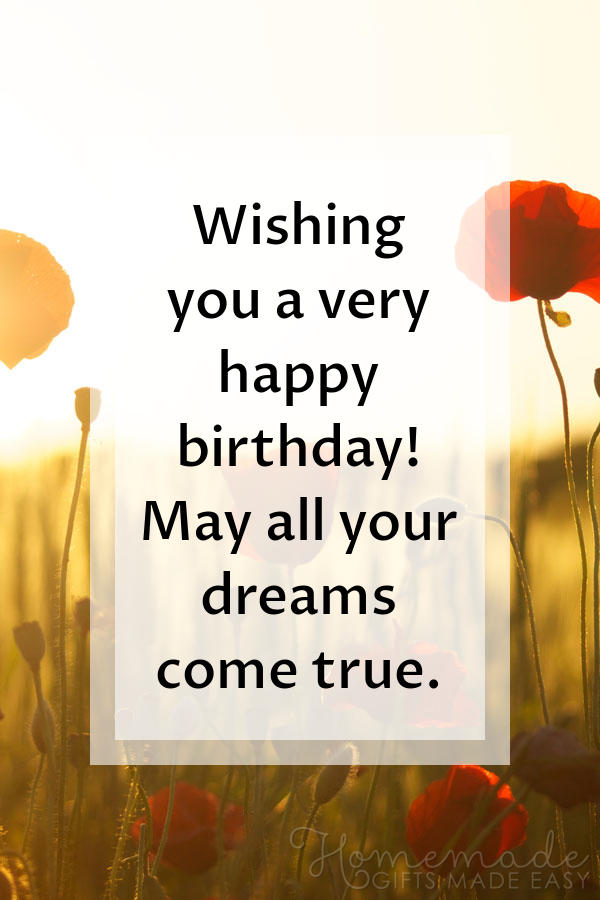 Wishing
you a very
happy
birthday!
May all your
dreams
come true.
Homemade
GIFTS MADE EASY